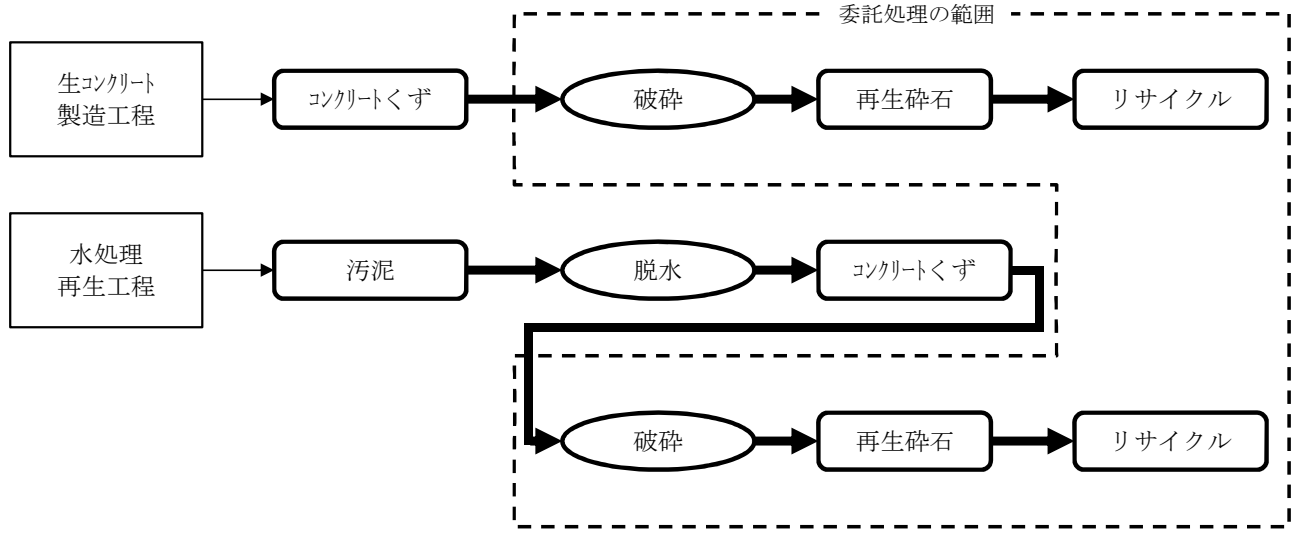 委託処理の範囲
生ｺﾝｸﾘｰﾄ
製造工程
ｺﾝｸﾘｰﾄくず
破砕
再生砕石
リサイクル
水処理
再生工程
汚泥
脱水
ｺﾝｸﾘｰﾄくず
破砕
再生砕石
リサイクル